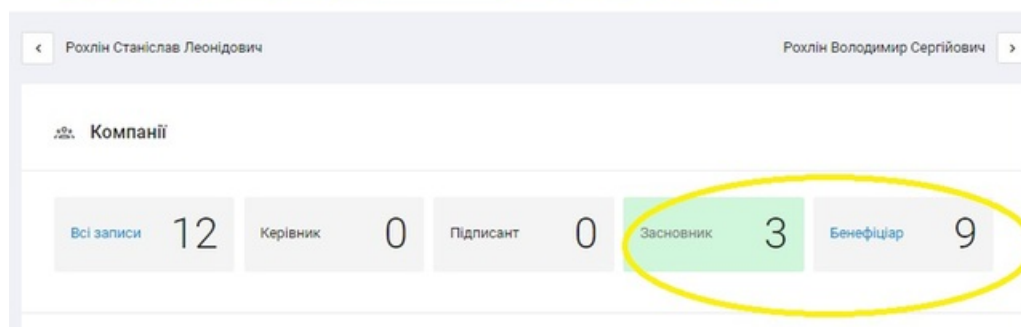 Рохлін Станіслав Леонідович Рохлін Володимир Сергійович
Компанії
Всі записи 12 Керівник 0 Підписант 0 Засновник 3 Бенефіціар 9